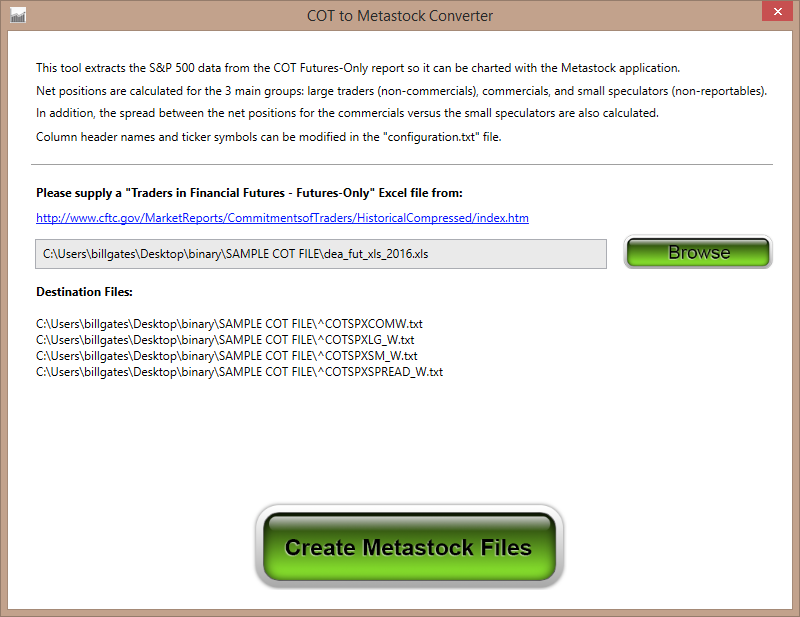 COT to Metastock Converter
This tool extracts the S&P 500 data from the COT Futures-Only report so it can be charted with the Metastock application.
Net positions are calculated for the 3 main groups: large traders (non-commercials), commercials, and small speculators (non-reportables).
In addition, the spread between the net positions for the commercials versus the small speculators are also calculated.
Column header names and ticker symbols can be modified in the "configuration.txt" file.
Please supply a "Traders in Financial Futures - Futures-Only" Excel file from:
http://www.cftc.gov/MarketReports/CommitmentsofTraders/HistoricalCompressed/index.htm
C:\Users\billgates\Desktop\binary\SAMPLE COT FILE\dea_fut_xls_2016.xls
Browse
Destination Files:
C:\Users\billgates\Desktop\binary\SAMPLE COT FILE\^COTSPXCOMW.txt
C:\Users\billgates\Desktop\binary\SAMPLE COT FILE\^COTSPXLG_W.txt
C:\Users\billgates\Desktop\binary\SAMPLE COT FILE\^COTSPXSM_W.txt
C:\Users\billgates\Desktop\binary\SAMPLE COT FILE\^COTSPXSPREAD_W.txt
Create Metastock Files